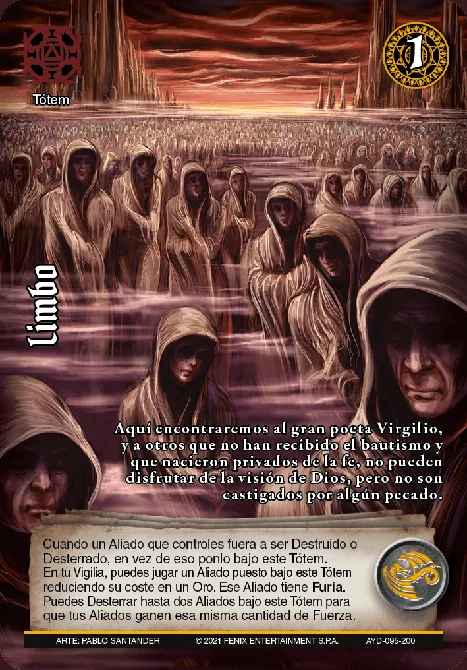 1
Tótem
Limbo
Aquí encontraremos al gran poeta Virgilio,
y a otros que no han recibido el bautismo y
que nacieron privados de la fe, no pueden
disfrutar de la visión de Dios, pero no son
castigados por algún pecado.
Cuando un Aliado que controles fuera a ser Destruido o
Desterrado, en vez de eso ponlo bajo este Tótem.
En tu Vigilia, puedes jugar un Aliado puesto bajo este Tótem
reduciendo su coste en un Oro. Ese Aliado tiene Furia.
Puedes Desterrar hasta dos Aliados bajo este Tótem para
que tus Aliados ganen esa misma cantidad de Fuerza.
ARTE: PABLO SANTANDER © 2021 FENIX ENTERTAINMENT S.R.A. AYD-095-200